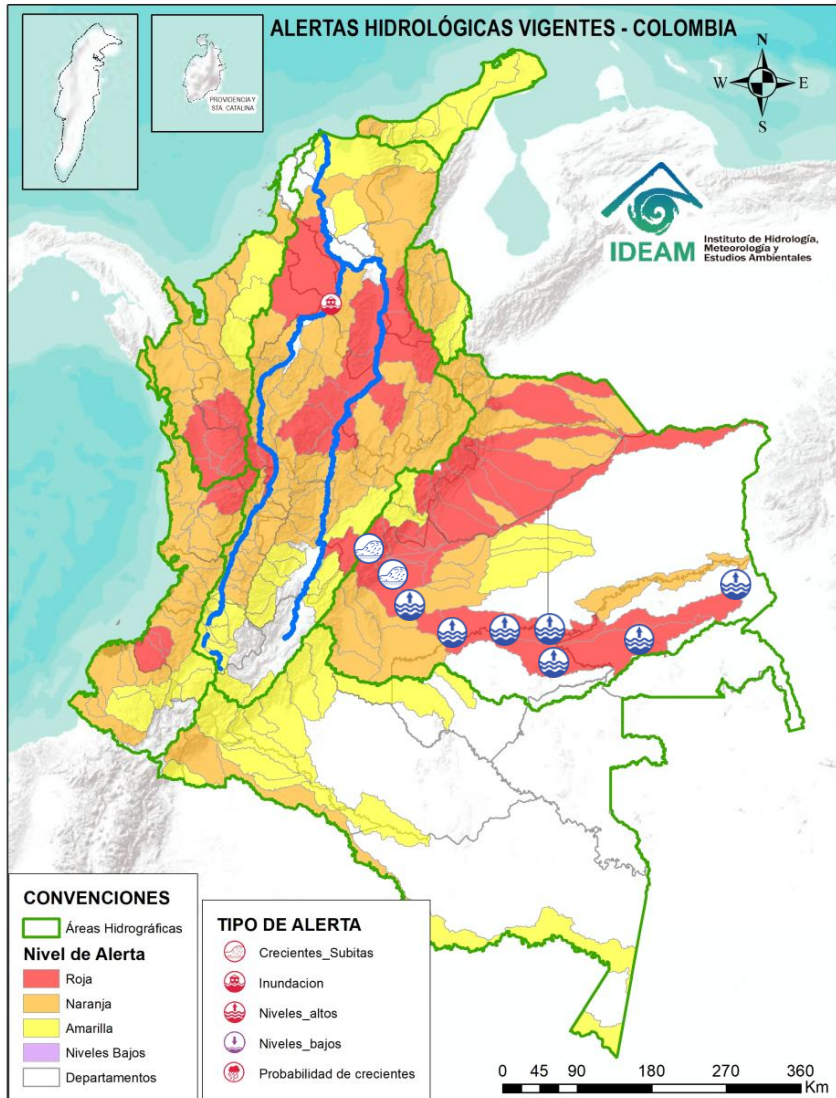 ALERTAS HIDROLÓGICAS VIGENTES - COLOMBIA
PROVIDENCIA Y
STA. CATALINA
N
W
E
S
IDEAM
Instituto de Hidrología,
Meteorología y
Estudios Ambientales
CONVENCIONES
Áreas Hidrográficas
Nivel de Alerta
Roja
Naranja
Amarilla
Niveles Bajos
Departamentos
TIPO DE ALERTA
Crecientes_Subitas
Inundacion
Niveles_altos
Niveles_bajos
Probabilidad de crecientes
0 45 90 180 270 360
Km